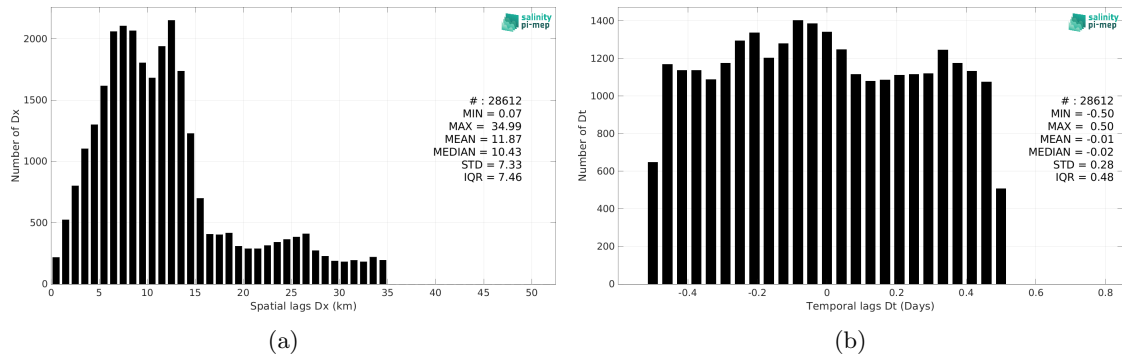 salinity
pi-mep
2000
1500
1000
500
0
Number of Dx
# : 28612
MIN = 0.07
MAX = 34.99
MEAN = 11.87
MEDIAN = 10.43
STD = 7.33
IQR = 7.46
0 5 10 15 20 25 30 35 40 45 50
Spatial lags Dx (km)
(a)
salinity
pi-mep
1400
1200
1000
800
600
400
200
0
Number of Dt
# : 28612
MIN = -0.50
MAX = 0.50
MEAN = -0.01
MEDIAN = -0.02
STD = 0.28
IQR = 0.48
-0.4 -0.2 0 0.2 0.4 0.6 0.8
Temporal lags Dt (Days)
(b)